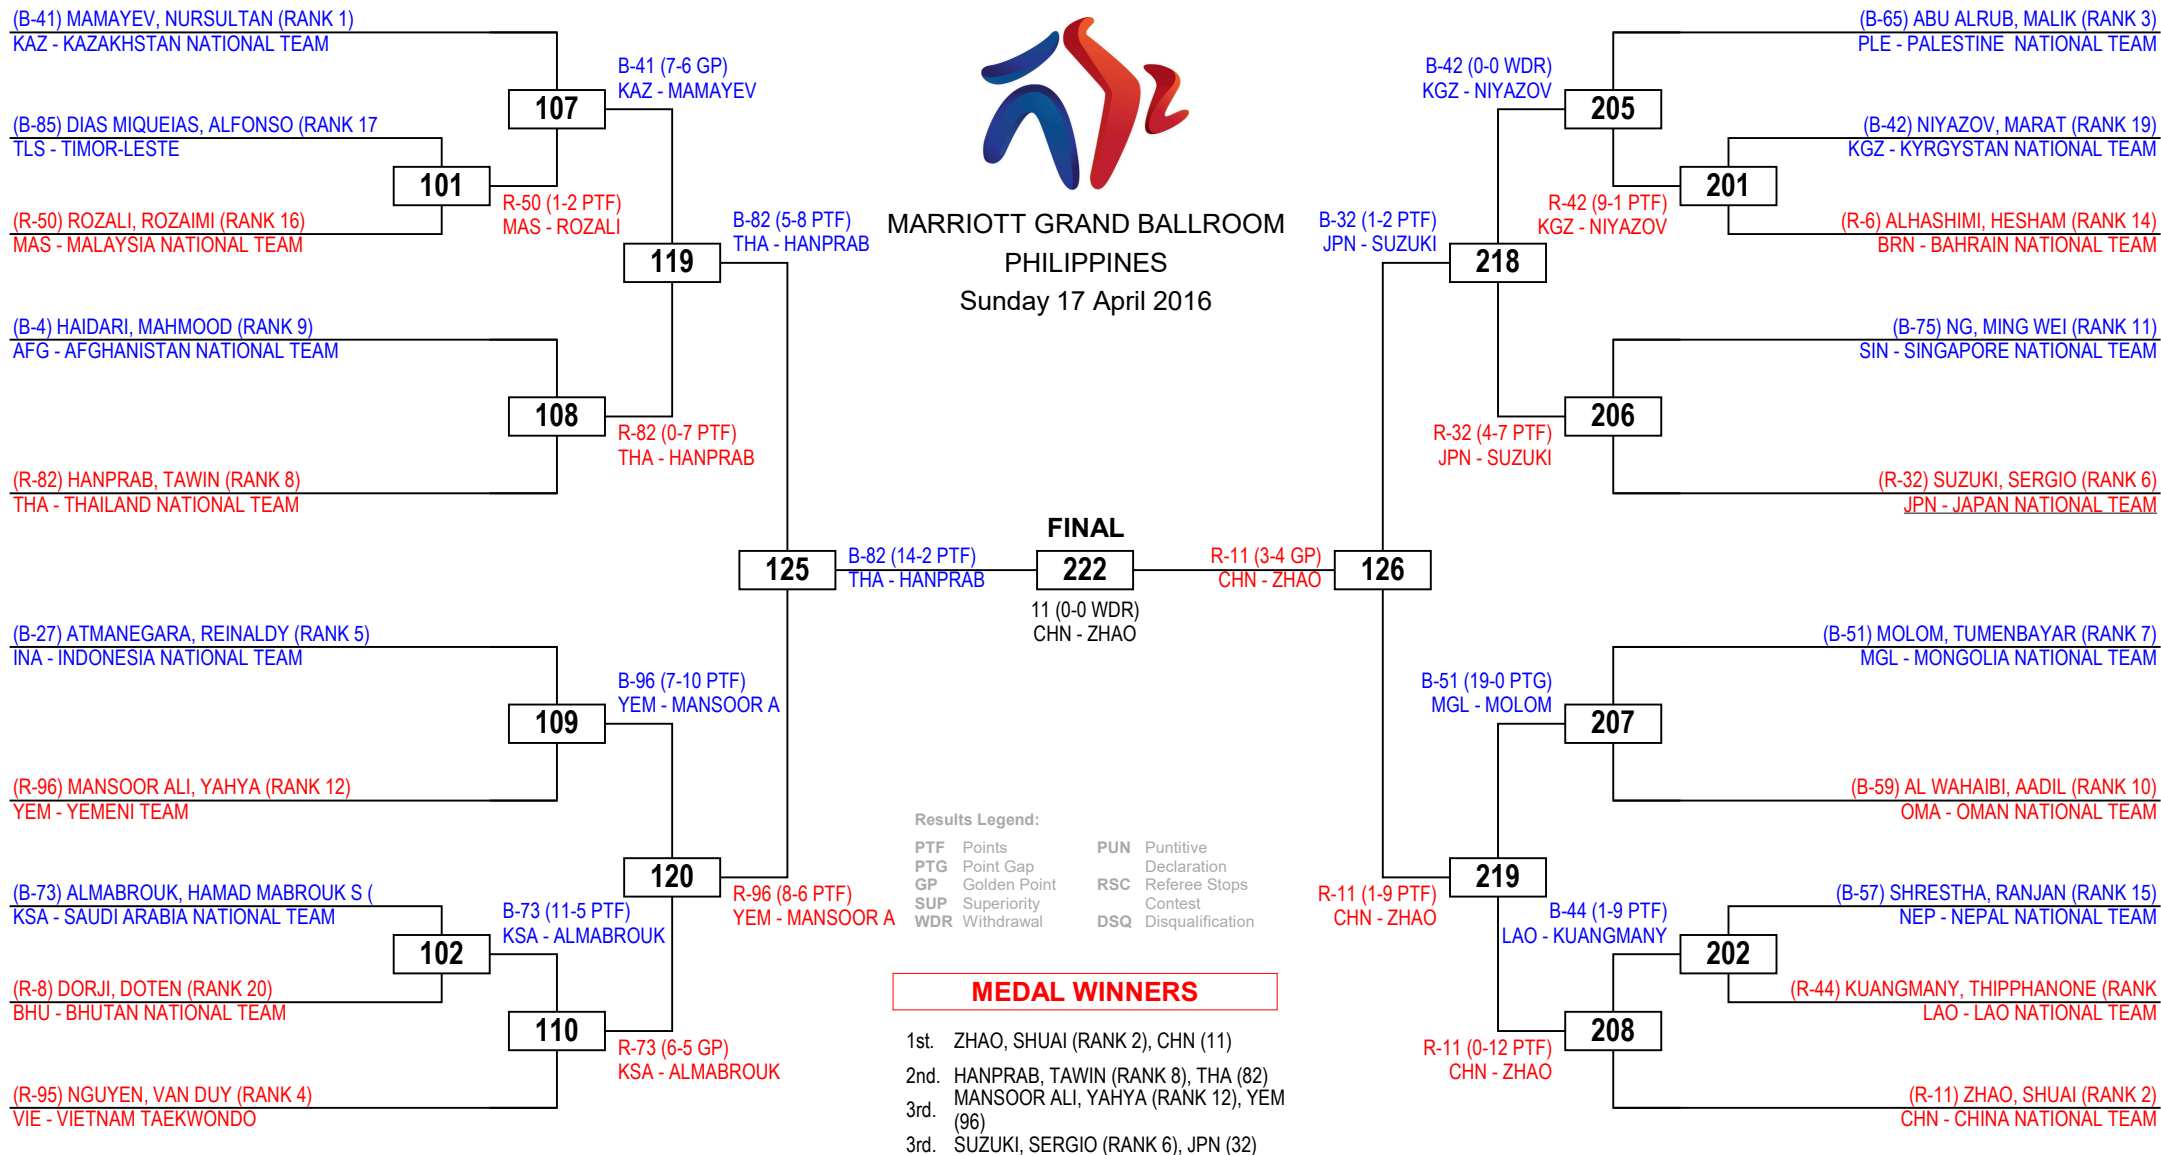 (B-41) MAMAYEV, NURSULTAN (RANK 1)
KAZ - KAZAKHSTAN NATIONAL TEAM
(B-85) DIAS MIQUEIAS, ALFONSO (RANK 17
TLS - TIMOR-LESTE
(R-50) ROZALI, ROZAIMI (RANK 16)
MAS - MALAYSIA NATIONAL TEAM
(B-4) HAIDARI, MAHMOOD (RANK 9)
AFG - AFGHANISTAN NATIONAL TEAM
(R-82) HANPRAB, TAWIN (RANK 8)
THA - THAILAND NATIONAL TEAM
(B-27) ATMANEGARA, REINALDY (RANK 5)
INA - INDONESIA NATIONAL TEAM
(R-96) MANSOOR ALI, YAHYA (RANK 12)
YEM - YEMENI TEAM
(B-73) ALMABROUK, HAMAD MABROUK S (
KSA - SAUDI ARABIA NATIONAL TEAM
(R-8) DORJI, DOTEN (RANK 20)
BHU - BHUTAN NATIONAL TEAM
(R-95) NGUYEN, VAN DUY (RANK 4)
VIE - VIETNAM TAEKWONDO
101
R-50 (1-2 PTF)
MAS - ROZALI
102
B-73 (11-5 PTF)
KSA - ALMABROUK
107
B-41 (7-6 GP)
KAZ - MAMAYEV
108
R-82 (0-7 PTF)
THA - HANPRAB
109
B-96 (7-10 PTF)
YEM - MANSOOR A
110
R-73 (6-5 GP)
KSA - ALMABROUK
119
B-82 (5-8 PTF)
THA - HANPRAB
120
R-96 (8-6 PTF)
YEM - MANSOOR A
125
B-82 (14-2 PTF)
THA - HANPRAB
MARRIOTT GRAND BALLROOM
PHILIPPINES
Sunday 17 April 2016
FINAL
222
11 (0-0 WDR)
CHN - ZHAO
Results Legend:
PTF Points
PTG Point Gap
GP Golden Point
SUP Superiority
WDR Withdrawal
PUN Puntitive
Declaration
RSC Referee Stops
Contest
DSQ Disqualification
MEDAL WINNERS
1st. ZHAO, SHUAI (RANK 2), CHN (11)
2nd. HANPRAB, TAWIN (RANK 8), THA (82)
3rd. MANSOOR ALI, YAHYA (RANK 12), YEM
(96)
3rd. SUZUKI, SERGIO (RANK 6), JPN (32)
R-11 (3-4 GP)
CHN - ZHAO
126
B-32 (1-2 PTF)
JPN - SUZUKI
218
R-11 (1-9 PTF)
CHN - ZHAO
219
B-42 (0-0 WDR)
KGZ - NIYAZOV
205
R-32 (4-7 PTF)
JPN - SUZUKI
206
B-51 (19-0 PTG)
MGL - MOLOM
207
R-11 (0-12 PTF)
CHN - ZHAO
208
R-42 (9-1 PTF)
KGZ - NIYAZOV
201
B-44 (1-9 PTF)
LAO - KUANGMANY
202
(B-65) ABU ALRUB, MALIK (RANK 3)
PLE - PALESTINE NATIONAL TEAM
(B-42) NIYAZOV, MARAT (RANK 19)
KGZ - KYRGYSTAN NATIONAL TEAM
(R-6) ALHASHIMI, HESHAM (RANK 14)
BRN - BAHRAIN NATIONAL TEAM
(B-75) NG, MING WEI (RANK 11)
SIN - SINGAPORE NATIONAL TEAM
(R-32) SUZUKI, SERGIO (RANK 6)
JPN - JAPAN NATIONAL TEAM
(B-51) MOLOM, TUMENBAYAR (RANK 7)
MGL - MONGOLIA NATIONAL TEAM
(B-59) AL WAHAIBI, AADIL (RANK 10)
OMA - OMAN NATIONAL TEAM
(B-57) SHRESTHA, RANJAN (RANK 15)
NEP - NEPAL NATIONAL TEAM
(R-44) KUANGMANY, THIPPHANONE (RANK
LAO - LAO NATIONAL TEAM
(R-11) ZHAO, SHUAI (RANK 2)
CHN - CHINA NATIONAL TEAM